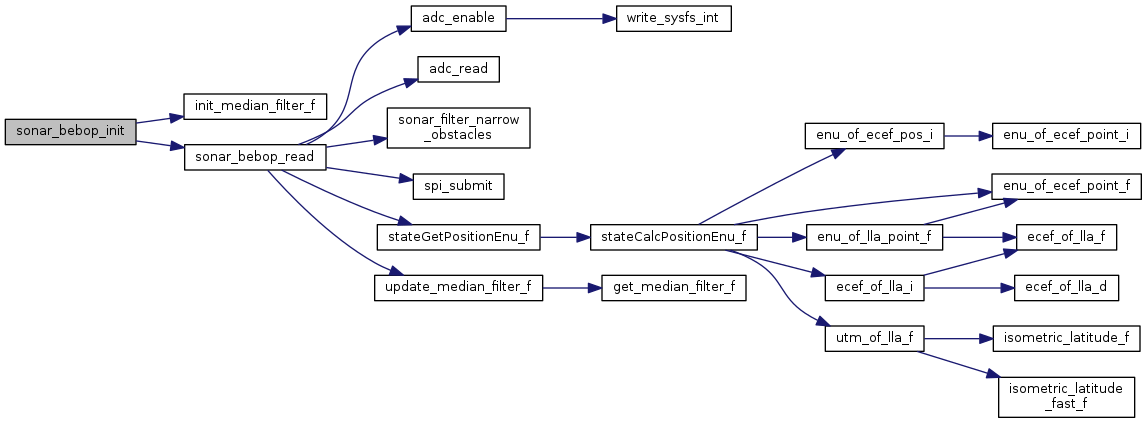 sonar_bebop_init
init_median_filter_f
sonar_bebop_read
adc_enable
write_sysfs_int
adc_read
sonar_filter_narrow
_obstacles
spi_submit
stateGetPositionEnu_f
update_median_filter_f
stateCalcPositionEnu_f
get_median_filter_f
enu_of_ecef_pos_i
enu_of_ecef_point_i
enu_of_ecef_point_f
enu_of_lla_point_f
ecef_of_lla_f
ecef_of_lla_i
ecef_of_lla_d
utm_of_lla_f
isometric_latitude_f
isometric_latitude
_fast_f